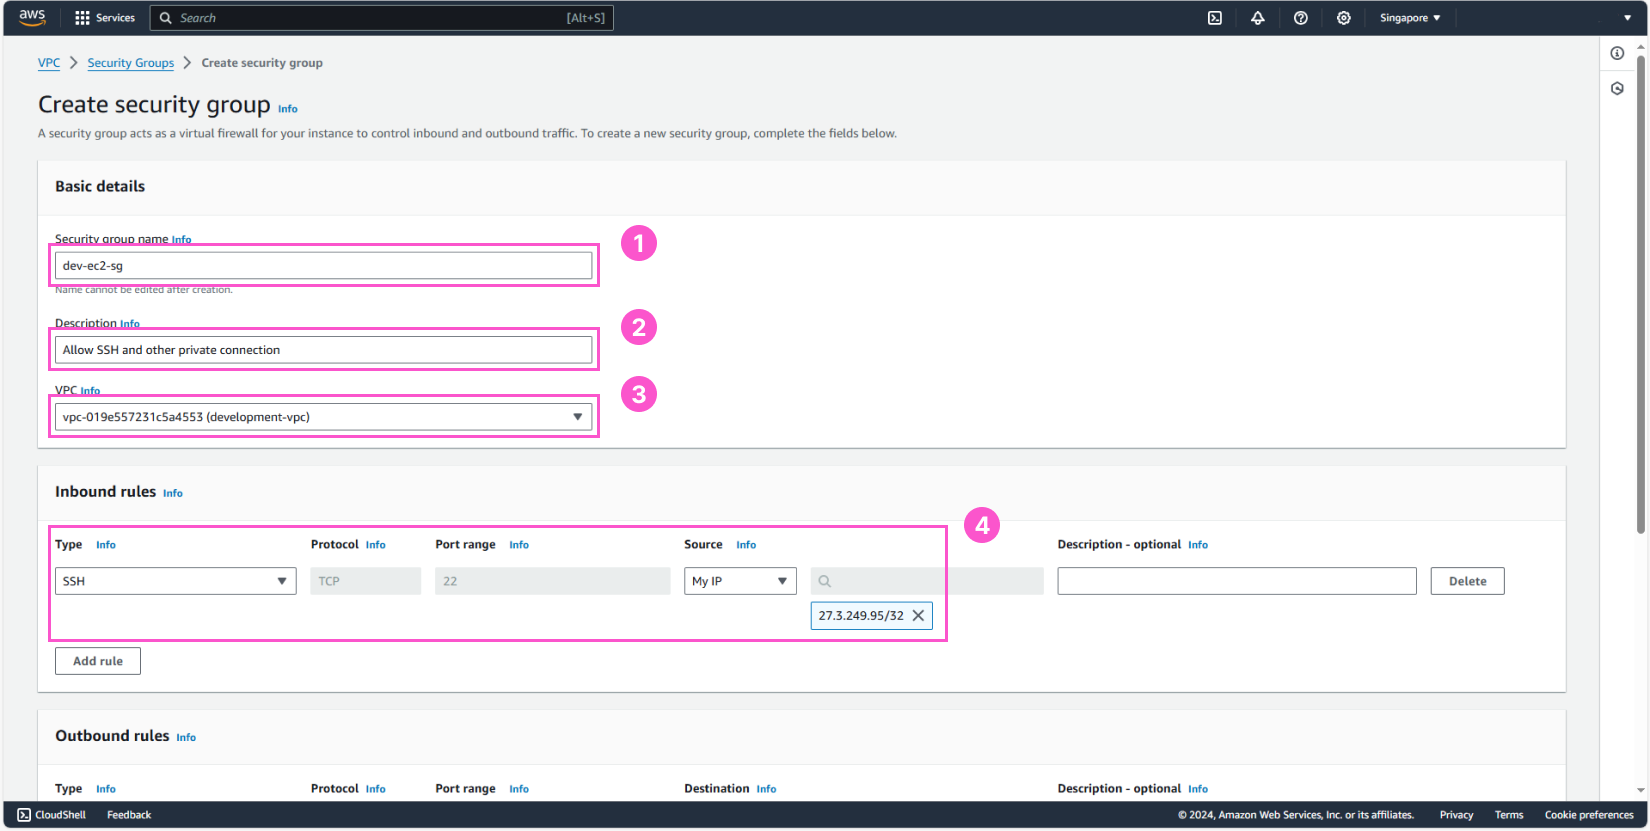 aws Services Search [Alt+S] Singapore
VPC Security Groups Create security group
Create security group Info
A security group acts as a virtual firewall for your instance to control inbound and outbound traffic. To create a new security group, complete the fields below.
Basic details
Security group name Info
1
dev-ec2-sg
Name cannot be edited after creation.
Description Info
2
Allow SSH and other private connection
VPC Info
3
vpc-019e557231c5a4553 (development-vpc)
Inbound rules Info
4
Type Info Protocol Info Port range Info Source Info Description - optional Info
SSH TCP 22 My IP Delete
27.3.249.95/32
Add rule
Outbound rules Info
Type Info Protocol Info Port range Info Destination Info Description - optional Info
CloudShell Feedback © 2024, Amazon Web Services, Inc. or its affiliates. Privacy Terms Cookie preferences